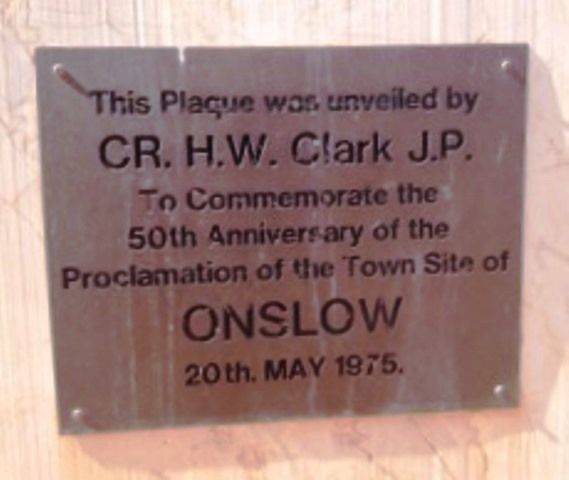 This Plaque was unveiled by
CR. H.W. Clark J.P.
To Commemorate the
50th Anniversary of the
Proclamation of the Town Site of
ONSLOW
20th. MAY 1975.